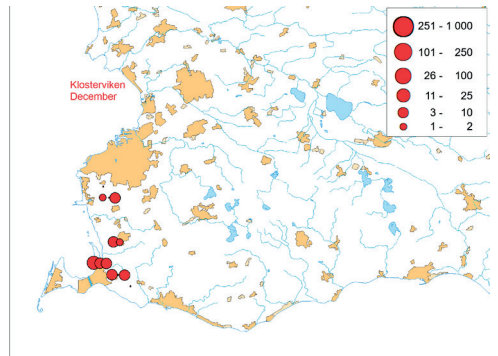 Klosterviken
December
251 - 1 000
101 - 250
26 - 100
11 - 25
3 - 10
1 - 2